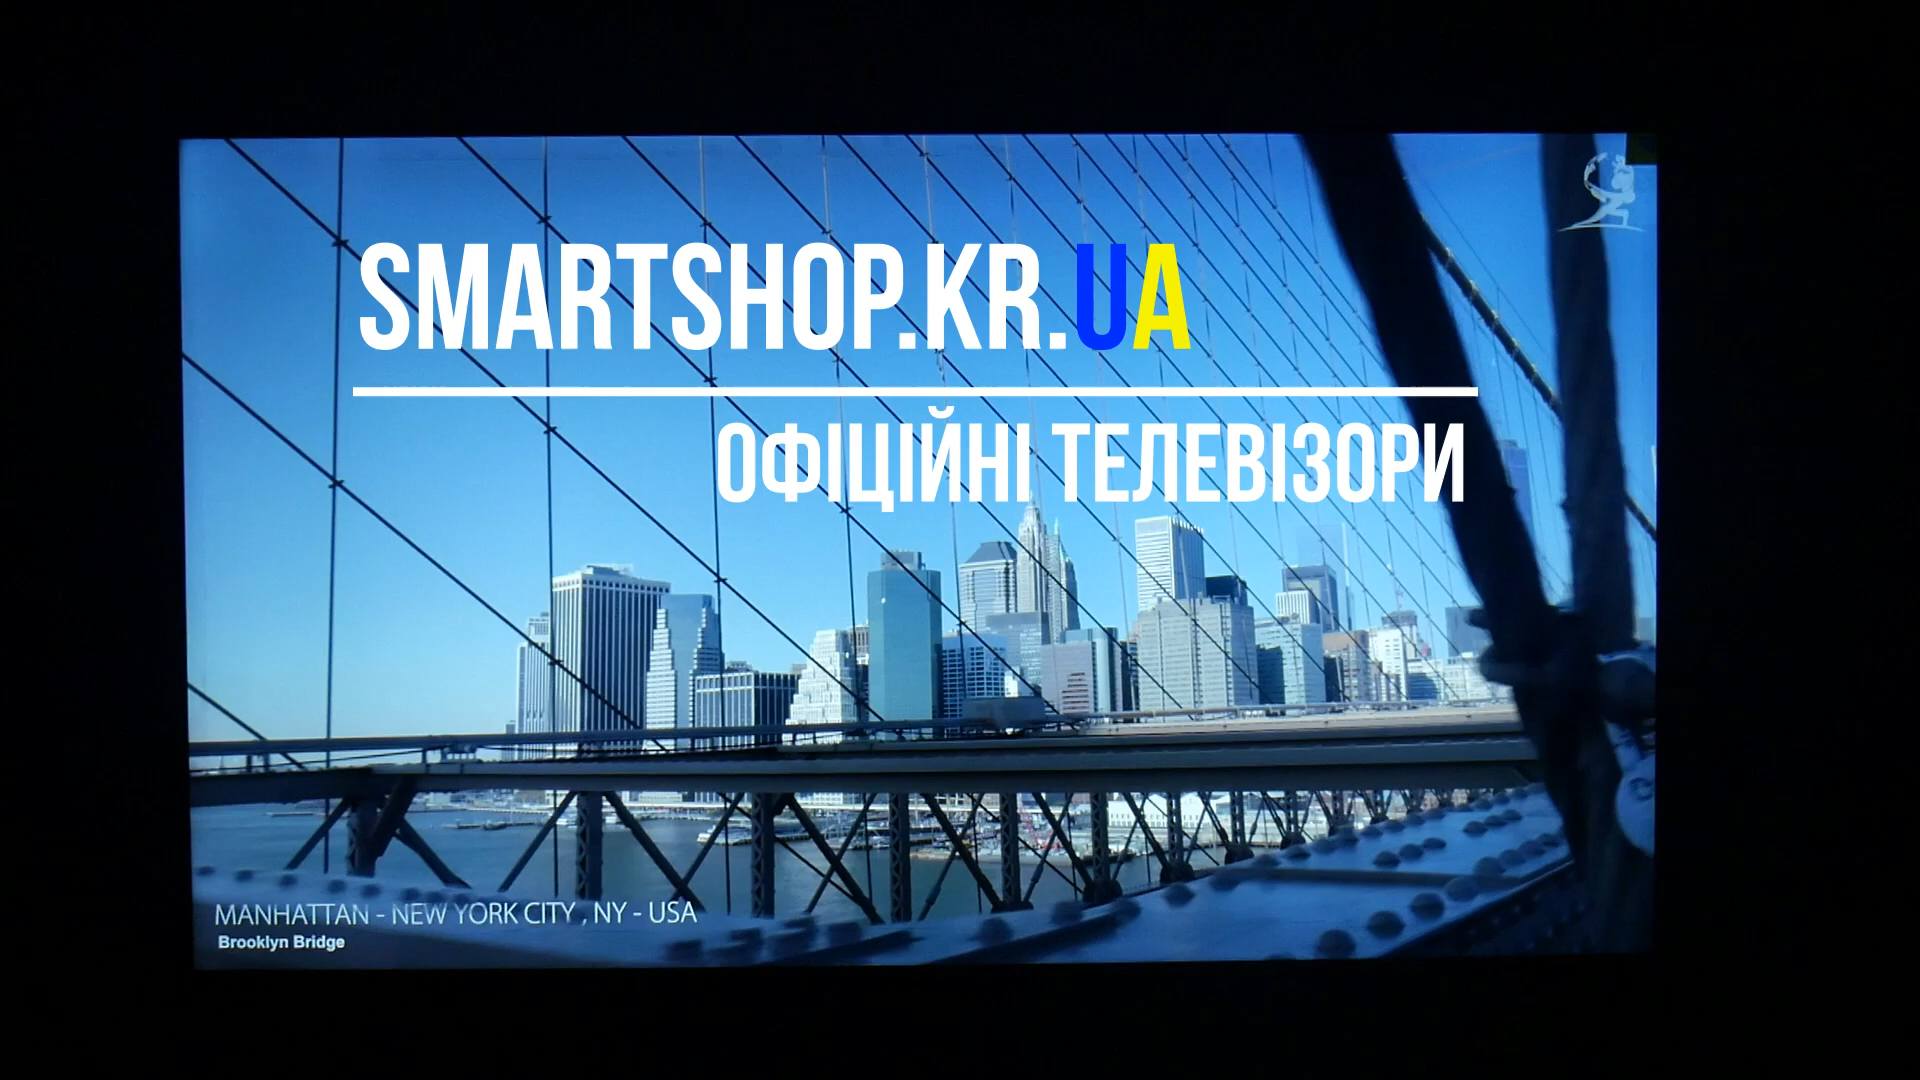 SMARTSHOP.KR.UA
ОФІЦІЙНІ ТЕЛЕВІЗОРИ
MANHATTAN - NEW YORK CITY , NY - USA
Brooklyn Bridge